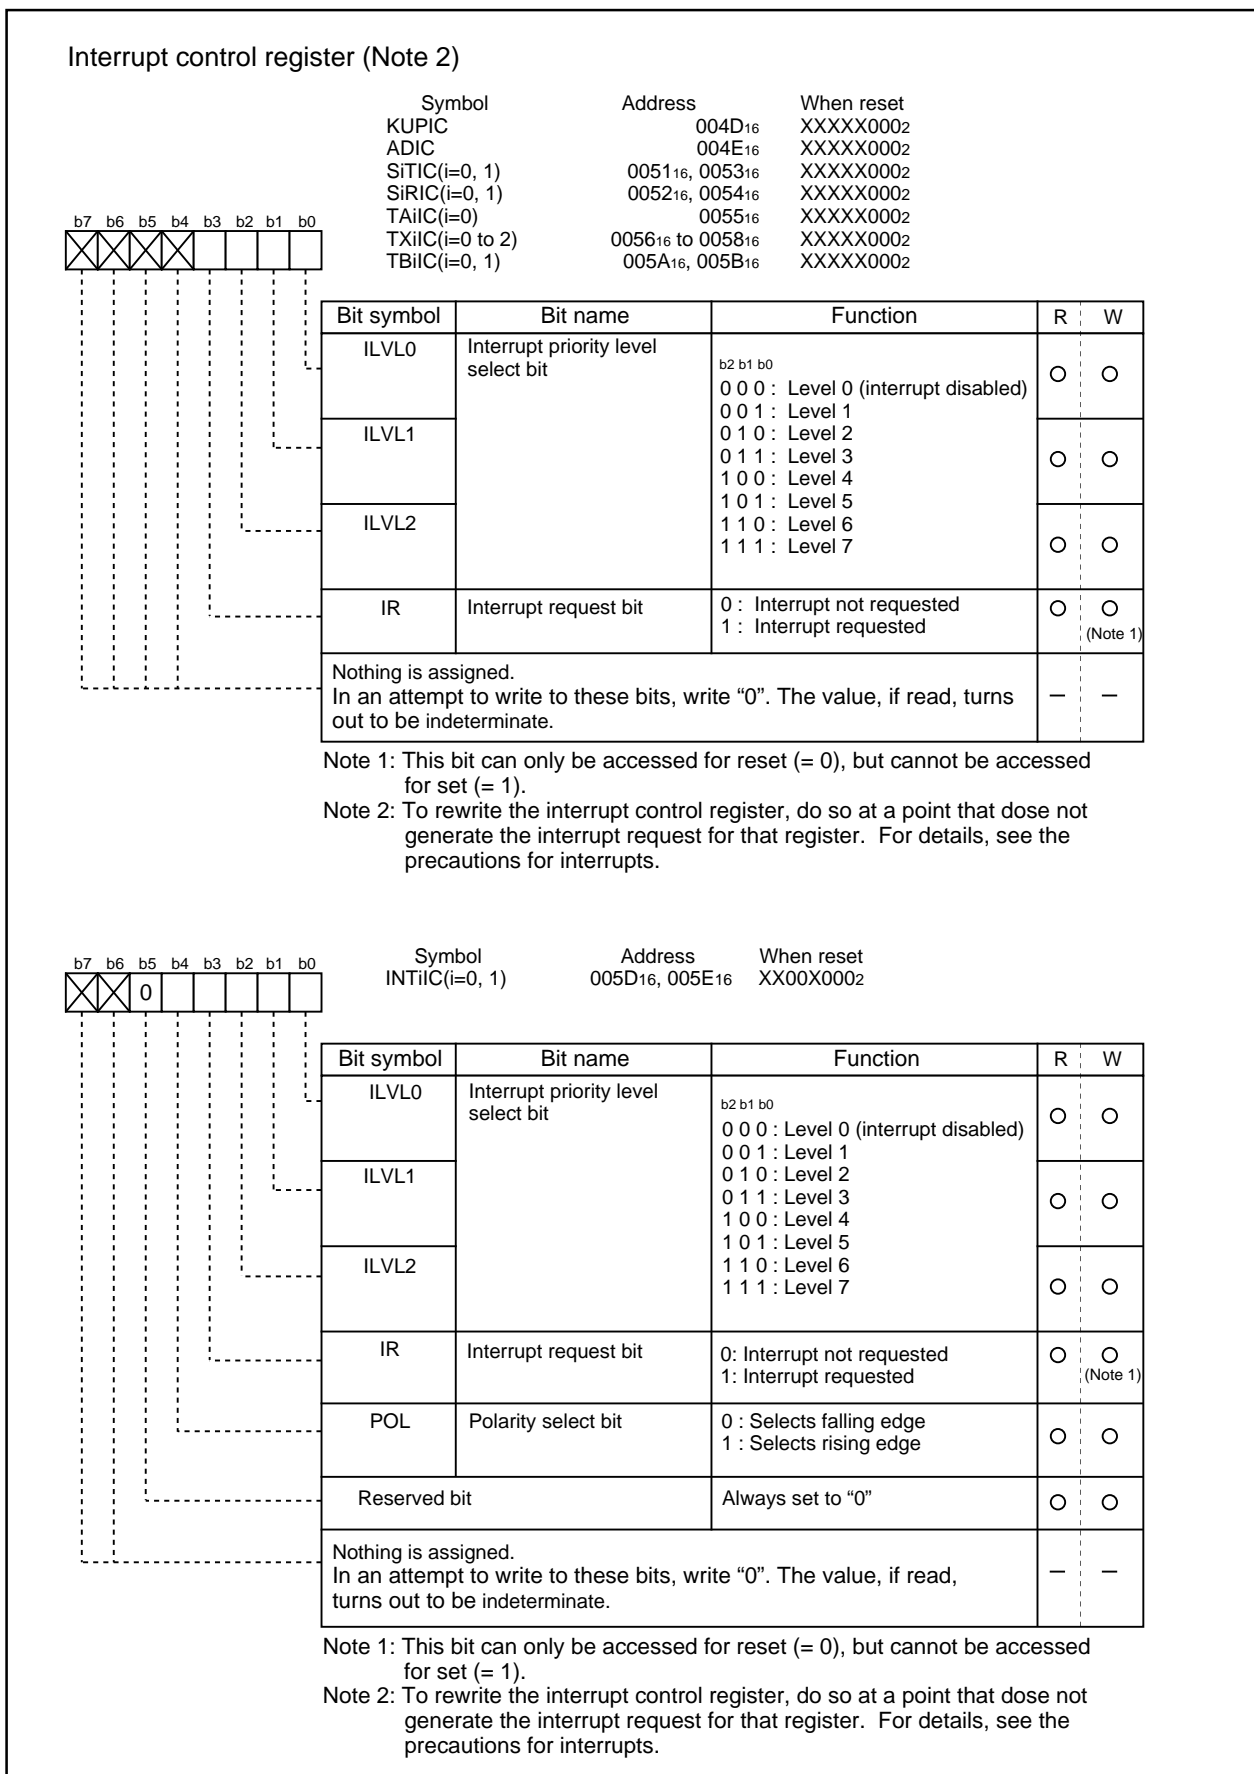 Interrupt control register (Note 2)
Symbol Address When reset
KUPIC 004D16 XXXXX0002
ADIC 004E16 XXXXX0002
SiTIC(i=0, 1) 005116, 005316 XXXXX0002
SiRIC(i=0, 1) 005216, 005416 XXXXX0002
TAiIC(i=0) 005516 XXXXX0002
TXiIC(i=0 to 2) 005616 to 005816 XXXXX0002
TBiIC(i=0, 1) 005A16, 005B16 XXXXX0002
b7 b6 b5 b4 b3 b2 b1 b0
Bit symbol Bit name Function R W
ILVL0 Interrupt priority level
select bit
b2 b1 b0
0 0 0 : Level 0 (interrupt disabled)
0 0 1 : Level 1
ILVL1 0 1 0 : Level 2
0 1 1 : Level 3
1 0 0 : Level 4
1 0 1 : Level 5
ILVL2 1 1 0 : Level 6
1 1 1 : Level 7
IR Interrupt request bit 0 : Interrupt not requested
1 : Interrupt requested (Note 1)
Nothing is assigned.
In an attempt to write to these bits, write “0”. The value, if read, turns
out to be indeterminate.
Note 1: This bit can only be accessed for reset (= 0), but cannot be accessed
for set (= 1).
Note 2: To rewrite the interrupt control register, do so at a point that dose not
generate the interrupt request for that register. For details, see the
precautions for interrupts.
Symbol Address When reset
INTiIC(i=0, 1) 005D16, 005E16 XX00X0002
b7 b6 b5 b4 b3 b2 b1 b0
0
Bit symbol Bit name Function R W
ILVL0 Interrupt priority level
select bit
b2 b1 b0
0 0 0 : Level 0 (interrupt disabled)
0 0 1 : Level 1
ILVL1 0 1 0 : Level 2
0 1 1 : Level 3
1 0 0 : Level 4
1 0 1 : Level 5
ILVL2 1 1 0 : Level 6
1 1 1 : Level 7
IR Interrupt request bit 0: Interrupt not requested
1: Interrupt requested (Note 1)
POL Polarity select bit 0 : Selects falling edge
1 : Selects rising edge
Reserved bit Always set to “0”
Nothing is assigned.
In an attempt to write to these bits, write “0”. The value, if read,
turns out to be indeterminate.
Note 1: This bit can only be accessed for reset (= 0), but cannot be accessed
for set (= 1).
Note 2: To rewrite the interrupt control register, do so at a point that dose not
generate the interrupt request for that register. For details, see the
precautions for interrupts.